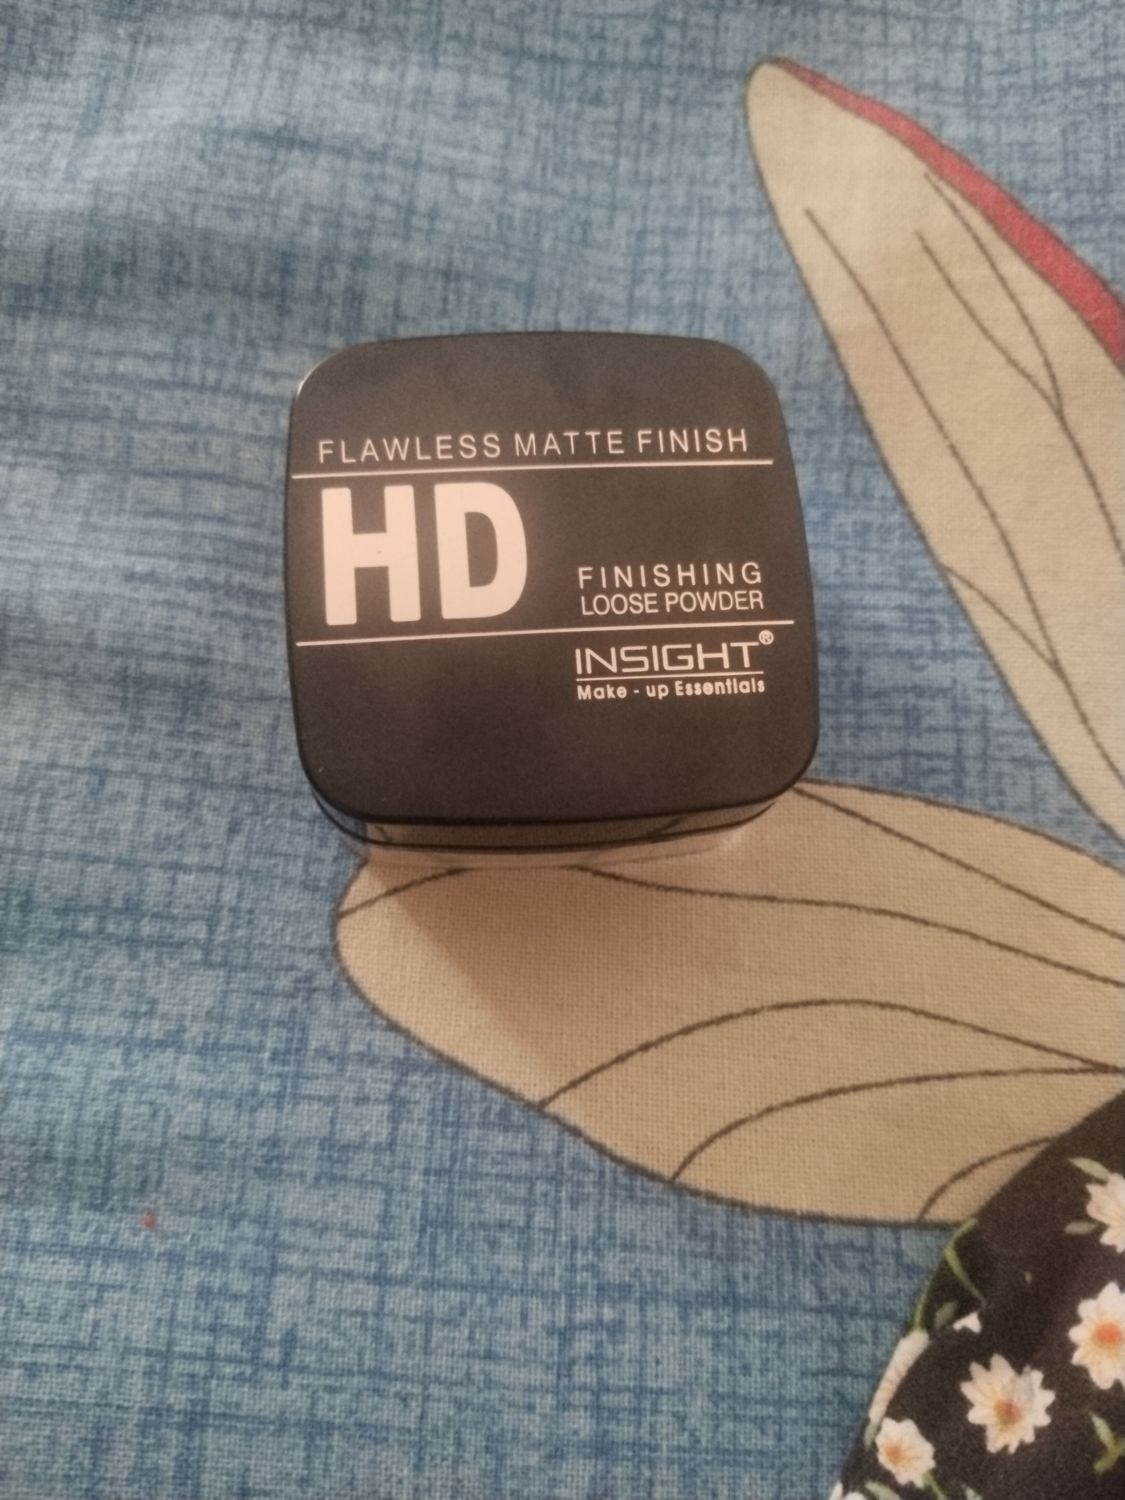 FLAWLESS MATTE FINISH
HD
FINISHING
LOOSE POWDER
INSIGHT®
Make - up Essentials